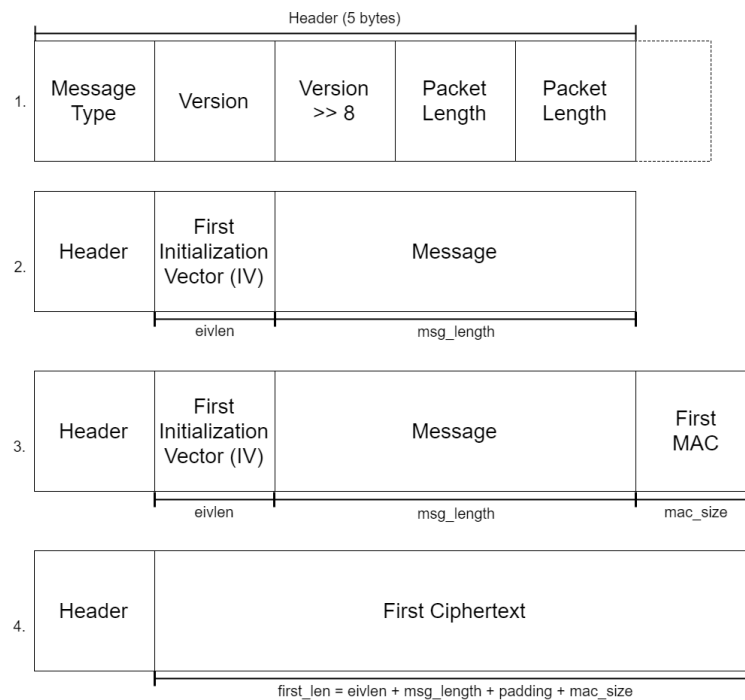 Header (5 bytes)
1.
Message
Type
Version
Version
>> 8
Packet
Length
Packet
Length
2.
Header
First
Initialization
Vector (IV)
Message
eivlen
msg_length
3.
Header
First
Initialization
Vector (IV)
Message
First
MAC
eivlen
msg_length
mac_size
4.
Header
First Ciphertext
first_len = eivlen + msg_length + padding + mac_size